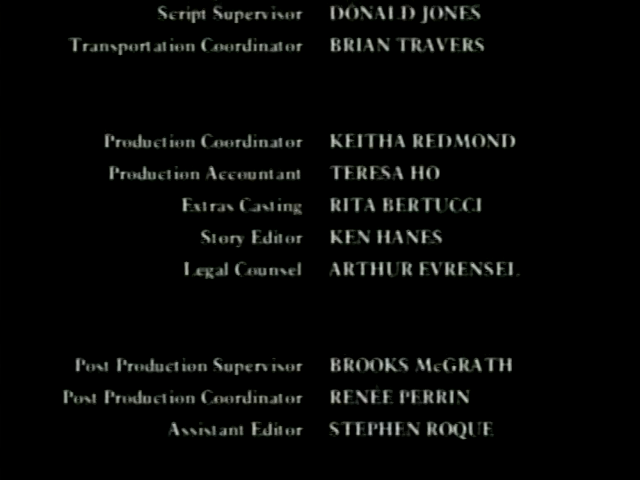 Script Supervisor DONALD JONES
Transportation Coordinator BRIAN TRAVERS
Production Coordinator KEITHA REDMOND
Production Accountant TERESA HO
Extras Casting RITA BERTUCCI
Story Editor KEN HANES
Legal Counsel ARTHUR EVRENSEL
Post Production Supervisor BROOKS McGRATH
Post Production Coordinator RENÉE PERRIN
Assistant Editor STEPHEN ROQUE